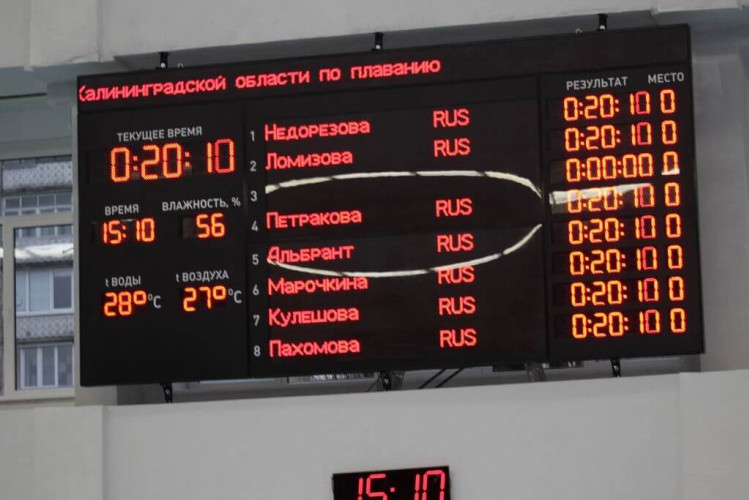 Калининградской области по плаванию
РЕЗУЛЬТАТ МЕСТО
ТЕКУЩЕЕ ВРЕМЯ
0:20:10
ВРЕМЯ ВЛАЖНОСТЬ, %
15:10 56
t ВОДЫ t ВОЗДУХА
28°°C 27°°C
1 Недорезова RUS 0:20:10 0
2 Ломизова RUS 0:20:10 0
3 0:00:00 0
4 Петракова RUS 0:20:10 0
5 Альбрант RUS 0:20:10 0
6 Марочкина RUS 0:20:10 0
7 Кулешова RUS 0:20:10 0
8 Пахомова RUS 0:20:10 0
15:10